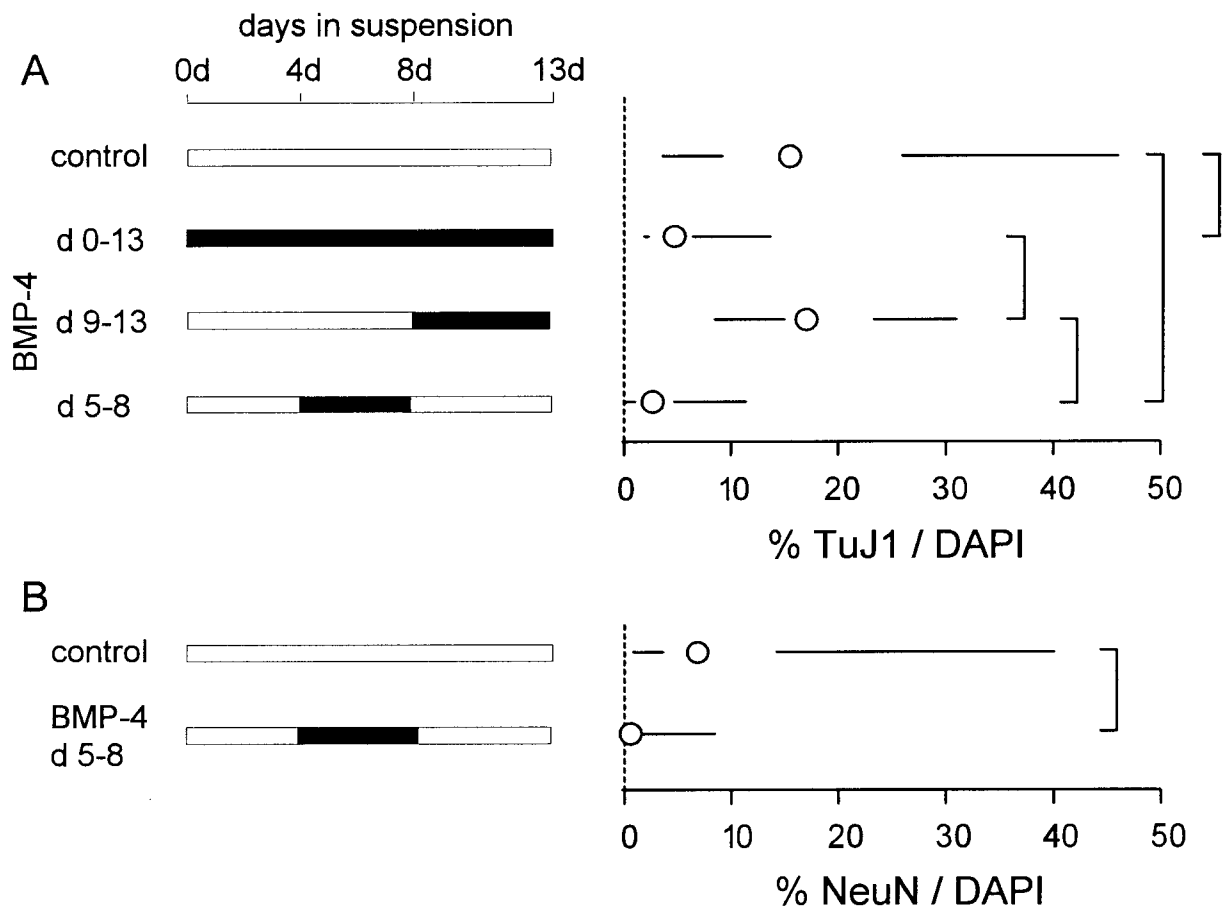 days in suspension
A
0d 4d 8d 13d
control
d 0-13
d 9-13
d 5-8
BMP-4
0 10 20 30 40 50
% TuJ1 / DAPI
B
control
BMP-4
d 5-8
0 10 20 30 40 50
% NeuN / DAPI